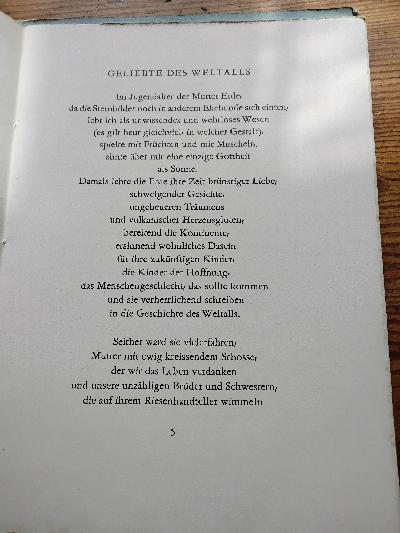 GELIEBTE DES WELTALLS
Im Jugendalter der Mutter Erde,
da die Sternbilder noch in anderem Blickunde sich einten,
lebt ich als unwissendes und wehrloses Wesen
(es gilt heut gleichviel in welcher Gestalt),
spielte mit Früchten und mit Muscheln,
ahnte über mir eine einzige Gottheit
als Sonne.
Damals lebte die Erde ihre Zeit brünstiger Liebe,
schweigender Gesichte,
ungeheueren Träumens
und vulkanischer Herzensgluten,
bereitend die Kontinente,
ersinnend wohnliches Dasein
für ihre zukünftigen Kinder,
die Kinder der Hoffnung,
das Menschengeschlecht, das sollte kommen
und sie verherrlichend schreiben
in die Geschichte des Weltalls.
Seither ward sie vielerfahren,
Mutter mit ewig kreissendem Schosse,
der wir das Leben verdanken
und unsere unzähligen Brüder und Schwestern,
die auf ihrem Riesenhandteller wimmeln
5